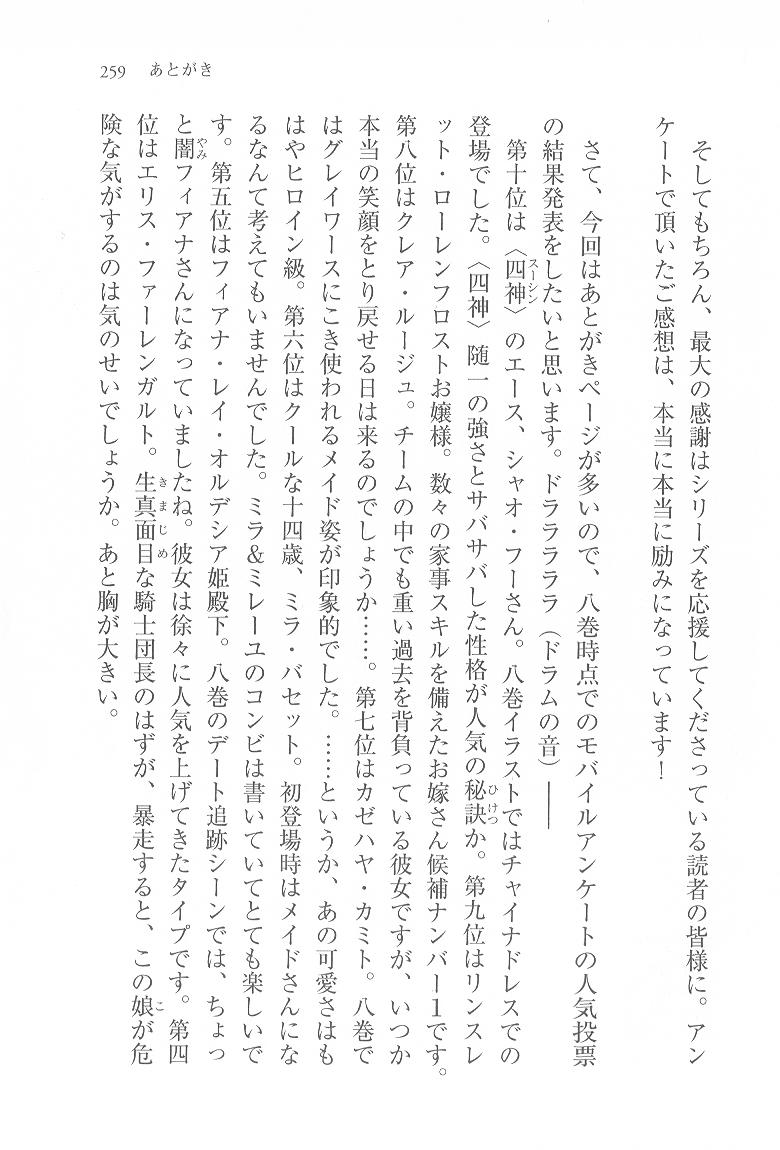 259　あとがき
そしてもちろん、最大の感謝はシリーズを応援してくださっている読者の皆様に。アン
ケートで頂いたご感想は、本当に本当に励みになっています！
さて、今回はあとがきページが多いので、八巻時点でのモバイルアンケートの人気投票
の結果発表をしたいと思います。ドララララ（ドラムの音）――
第十位は〈四神〉のエース、シャオ・フーさん。八巻イラストではチャイナドレスでの
スーシン
登場でした。〈四神〉随一の強さとサバサバした性格が人気の秘訣か。第九位はリンスレ
ひけつ
ット・ローレンフロストお嬢様。数々の家事スキルを備えたお嫁さん候補ナンバー1です。
第八位はクレア・ルージュ。チームの中でも重い過去を背負っている彼女ですが、いつか
本当の笑顔をとり戻せる日は来るのでしょうか……。第七位はカゼハヤ・カミト。八巻で
はグレイワースにこき使われるメイド姿が印象的でした。……というか、あの可愛さはも
はやヒロイン級。第六位はクールな十四歳、ミラ・バセット。初登場時はメイドさんにな
るなんて考えてもいませんでした。ミラ＆ミレーユのコンビは書いていてとても楽しいで
す。第五位はフィアナ・レイ・オルデシア姫殿下。八巻のデート追跡シーンでは、ちょっ
と闇フィアナさんになっていましたね。彼女は徐々に人気を上げてきたタイプです。第四
やみ
位はエリス・ファーレンガルト。生真面目な騎士団長のはずが、暴走すると、この娘が危
きまじめ
こ
険な気がするのは気のせいでしょうか。あと胸が大きい。